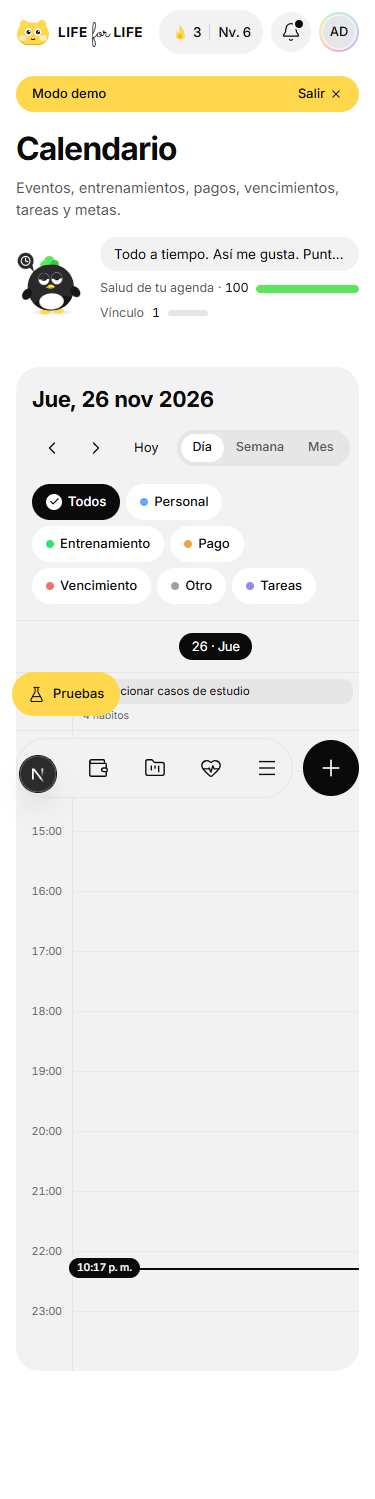 LIFE for LIFE
3 Nv. 6
AD
Modo demo
Salir ×
Calendario
Eventos, entrenamientos, pagos, vencimientos,
tareas y metas.
Todo a tiempo. Así me gusta. Punt...
Salud de tu agenda · 100
Vínculo 1
Jue, 26 nov 2026
Hoy
Día Semana Mes
Todos Personal
Entrenamiento Pago
Vencimiento Otro Tareas
26 · Jue
Pruebas
casos de estudio
hábitos
N
15:00
16:00
17:00
18:00
19:00
20:00
21:00
22:00
10:17 p. m.
23:00